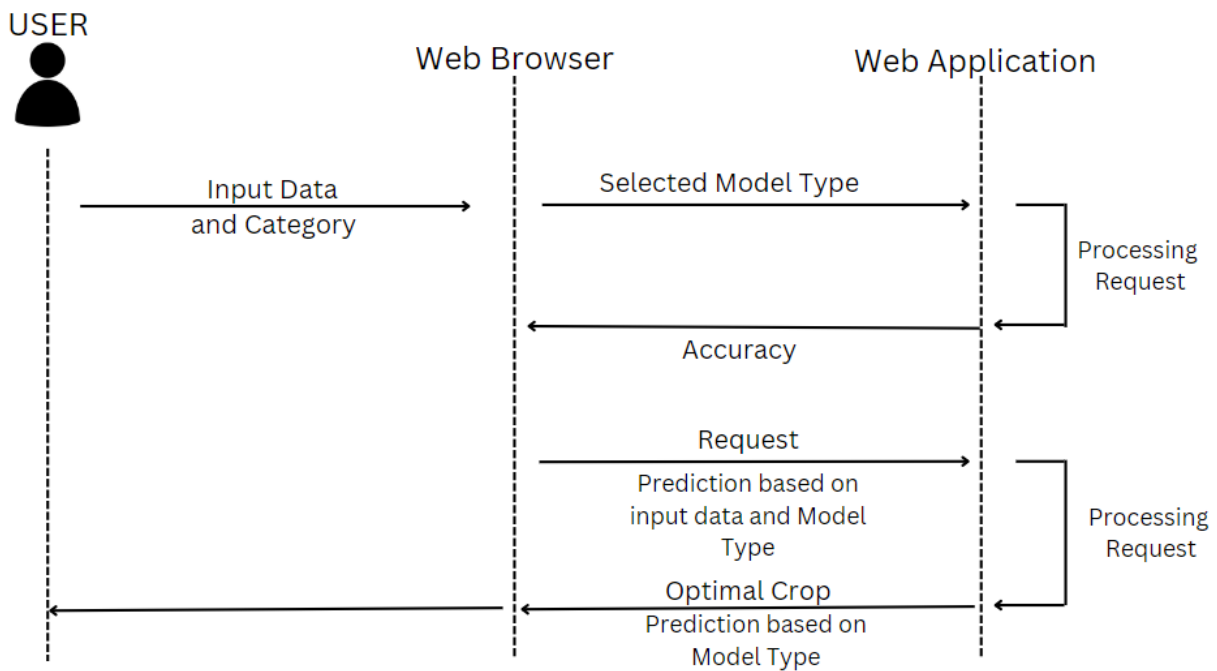 USER
Web Browser
Web Application
Input Data
and Category
Selected Model Type
Processing
Request
Accuracy
Request
Prediction based on
input data and Model
Type
Processing
Request
Optimal Crop
Prediction based on
Model Type